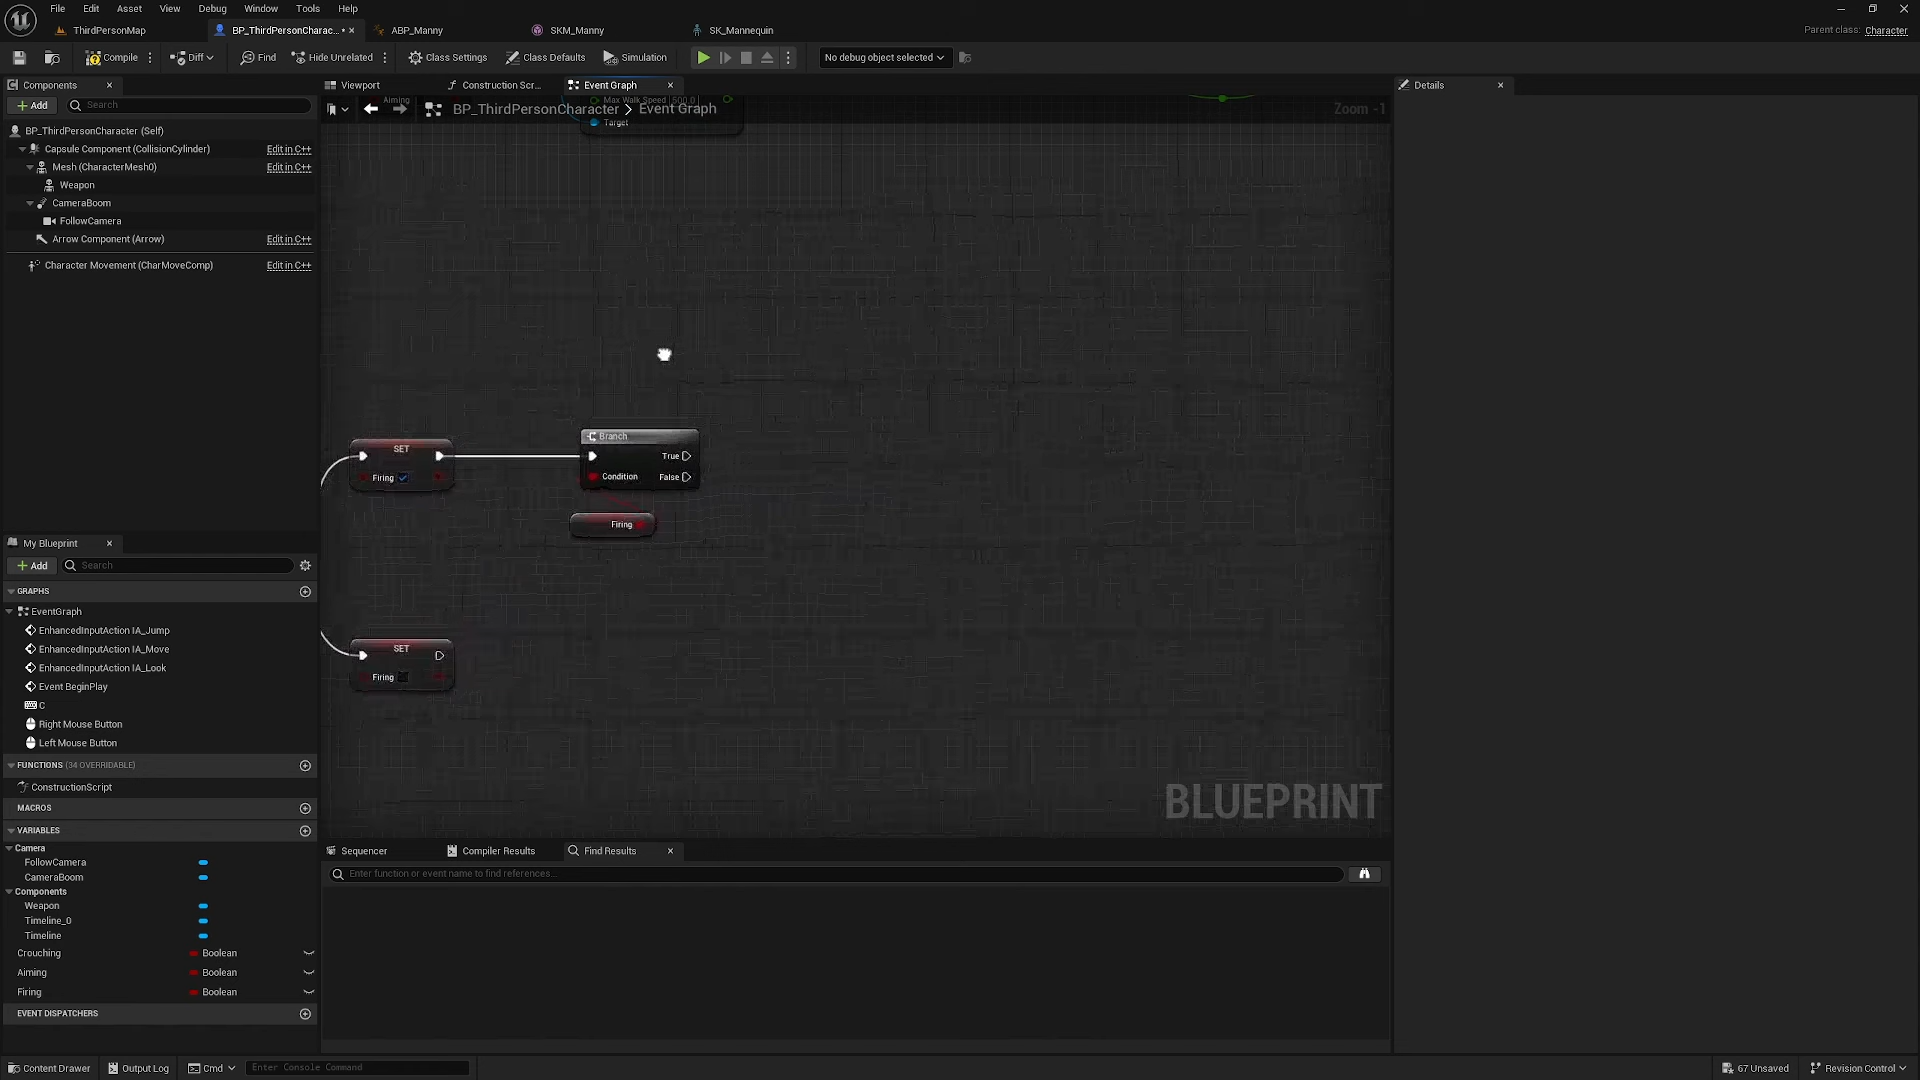 File Edit Asset View Debug Window Tools Help
ThirdPersonMap BP_ThirdPersonCharac... • ABP_Manny SKM_Manny SK_Mannequin
Parent class: Character
Compile Diff Find Hide Unrelated Class Settings Class Defaults Simulation No debug object selected
Components
Add Search
BP_ThirdPersonCharacter (Self)
Capsule Component (CollisionCylinder) Edit in C++
Mesh (CharacterMesh0) Edit in C++
Weapon
CameraBoom
FollowCamera
Arrow Component (Arrow) Edit in C++
Character Movement (CharMoveComp) Edit in C++
Viewport Construction Scr... Event Graph
Aiming
Max Walk Speed 500.0
BP_ThirdPersonCharacter > Event Graph
Zoom -1
Target
SET
Firing
Branch
True
Condition False
Firing
SET
Firing
BLUEPRINT
My Blueprint
Add Search
GRAPHS
EventGraph
EnhancedInputAction IA_Jump
EnhancedInputAction IA_Move
EnhancedInputAction IA_Look
Event BeginPlay
C
Right Mouse Button
Left Mouse Button
FUNCTIONS (34 OVERRIDABLE)
ConstructionScript
MACROS
VARIABLES
Camera
FollowCamera
CameraBoom
Components
Weapon
Timeline_0
Timeline
Crouching Boolean
Aiming Boolean
Firing Boolean
EVENT DISPATCHERS
Sequencer Compiler Results Find Results
Enter function or event name to find references...
Details
Content Drawer Output Log Cmd Enter Console Command
67 Unsaved Revision Control